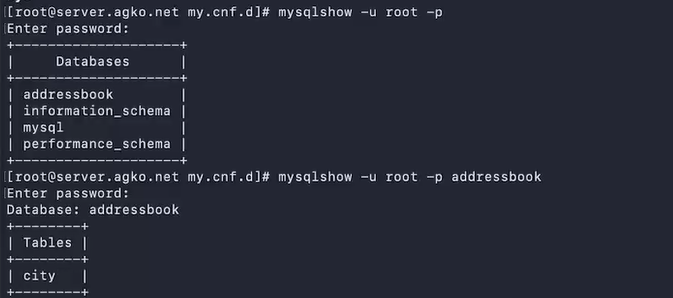 [root@server.agko.net my.cnf.d]# mysqlshow -u root -p
Enter password:
+--------------------+
|     Databases      |
+--------------------+
| addressbook        |
| information_schema |
| mysql              |
| performance_schema |
+--------------------+
[root@server.agko.net my.cnf.d]# mysqlshow -u root -p addressbook
Enter password:
Database: addressbook
+--------+
| Tables |
+--------+
| city   |
+--------+